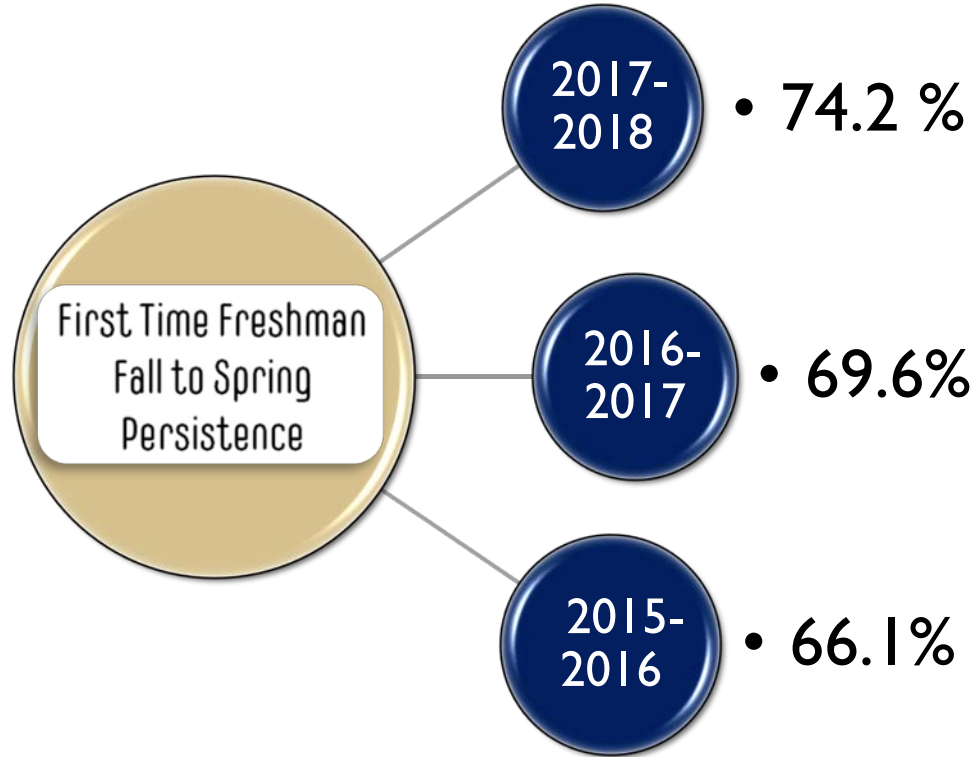 First Time Freshman
Fall to Spring
Persistence
2017-
2018
• 74.2 %
2016-
2017
• 69.6%
2015-
2016
• 66.1%